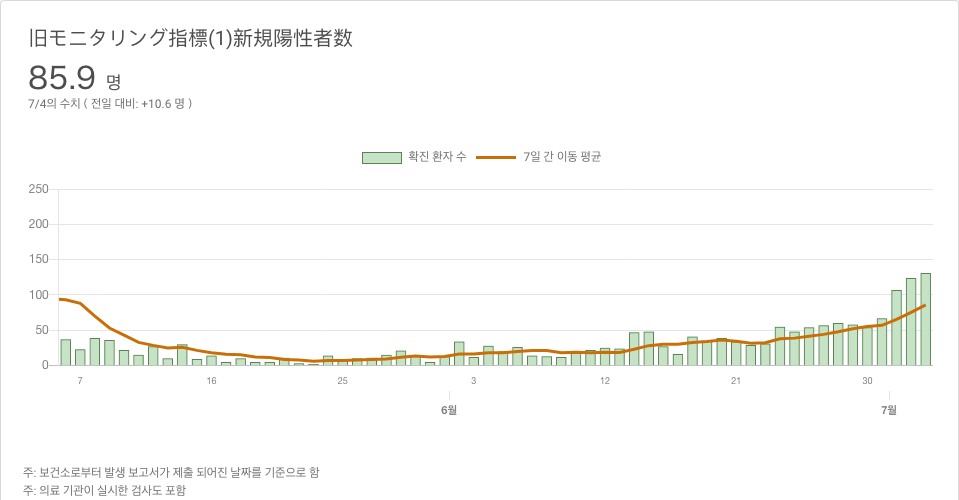 旧モニタリング指標(1)新規陽性者数
85.9 명
7/4의 수치 ( 전일 대비: +10.6 명 )
확진 환자 수 7일 간 이동 평균
250
200
150
100
50
0
7 16 25 3 12 21 30
6월 7월
주: 보건소로부터 발생 보고서가 제출 되어진 날짜를 기준으로 함
주: 의료 기관이 실시한 검사도 포함